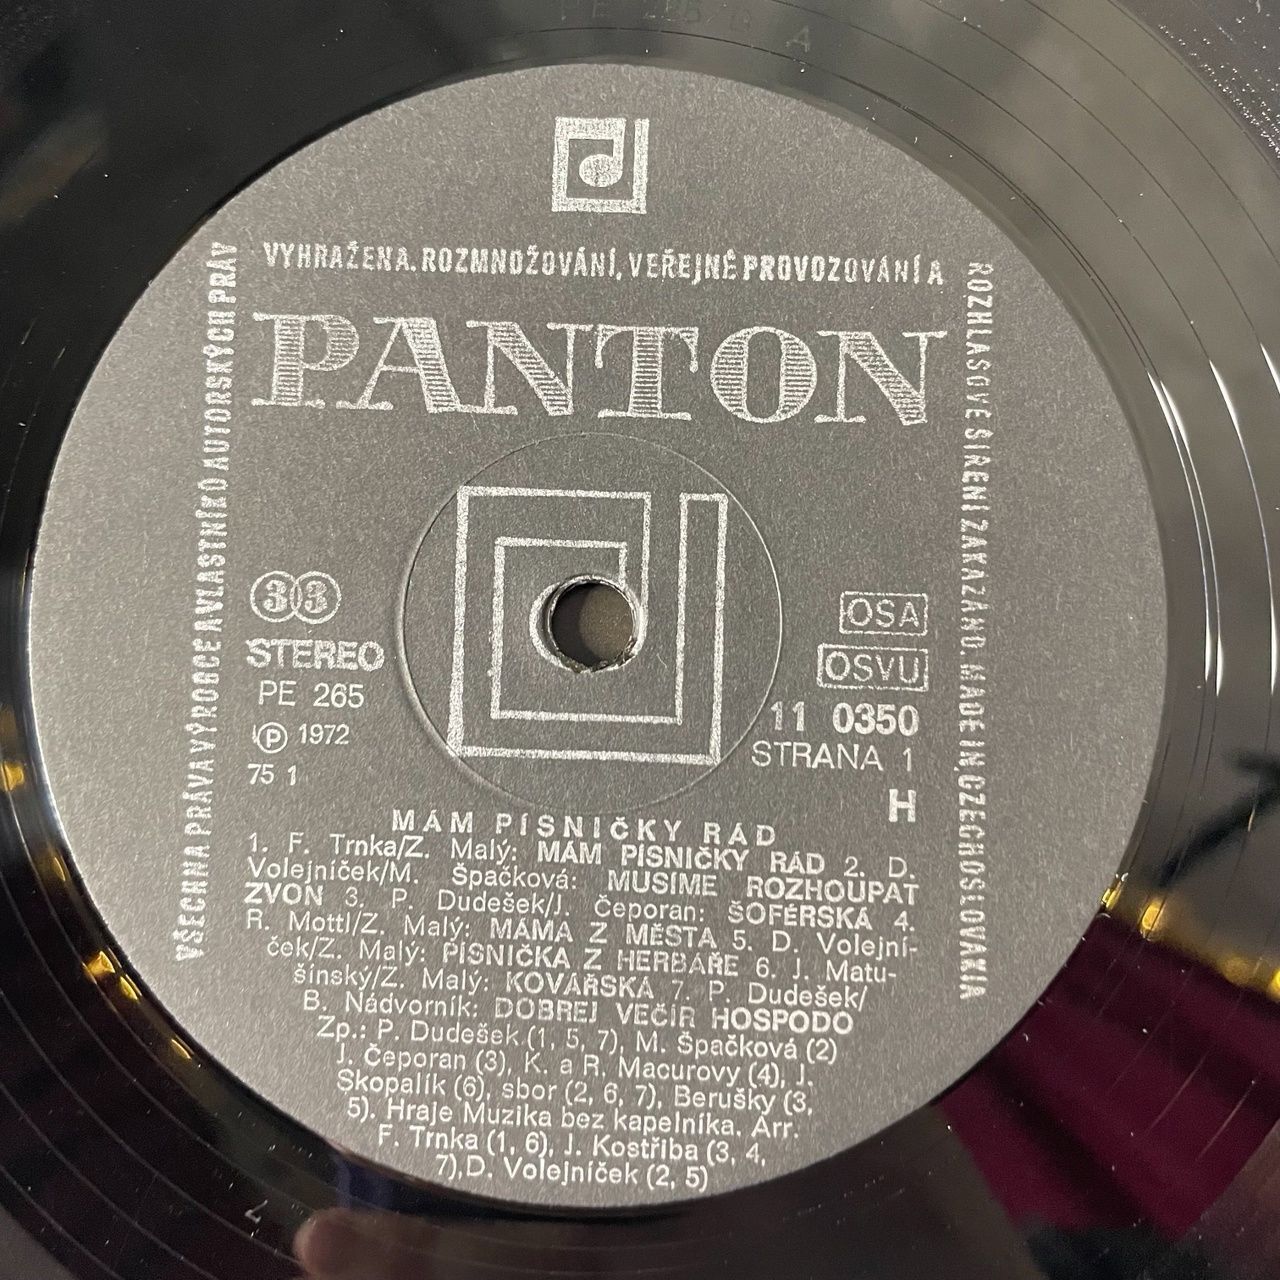 VYHRAŽENA. ROZMNOŽOVÁNÍ, VEŘEJNÉ PROVOZOVÁNÍ A
ROZHLASOVÉ ŠÍŘENÍ ZAKÁZÁNO. MADE IN CZECHOSLOVAKIA
VŠECHNA PRÁVA VÝROBCE A VLASTNÍKŮ AUTORSKÝCH PRÁV
PANTON
33
STEREO
PE 265
Ⓟ 1972
75 1
OSA
OSVU
11 0350
STRANA 1
H
MÁM PÍSNIČKY RÁD
1. F. Trnka/Z. Malý: MÁM PÍSNIČKY RÁD 2. D.
Volejníček/M. Špačková: MUSÍME ROZHOUPAT
ZVON 3. P. Dudešek/J. Čeporan: ŠOFÉRSKÁ 4.
R. Mottl/Z. Malý: MÁMA Z MĚSTA 5. D. Volejní-
ček/Z. Malý: PÍSNIČKA Z HERBÁŘE 6. J. Matu-
šínský/Z. Malý: KOVÁŘSKÁ 7. P. Dudešek/
B. Nádvorník: DOBREJ VEČÍR HOSPODO
Zp.: P. Dudešek (1, 5, 7), M. Špačková (2)
J. Čeporan (3), K. a R. Macurovy (4), J.
Skopalík (6), sbor (2, 6, 7), Berušky (3,
5). Hraje Muzika bez kapelníka. Arr.
F. Trnka (1, 6), J. Kostřiba (3, 4,
7), D. Volejníček (2, 5)